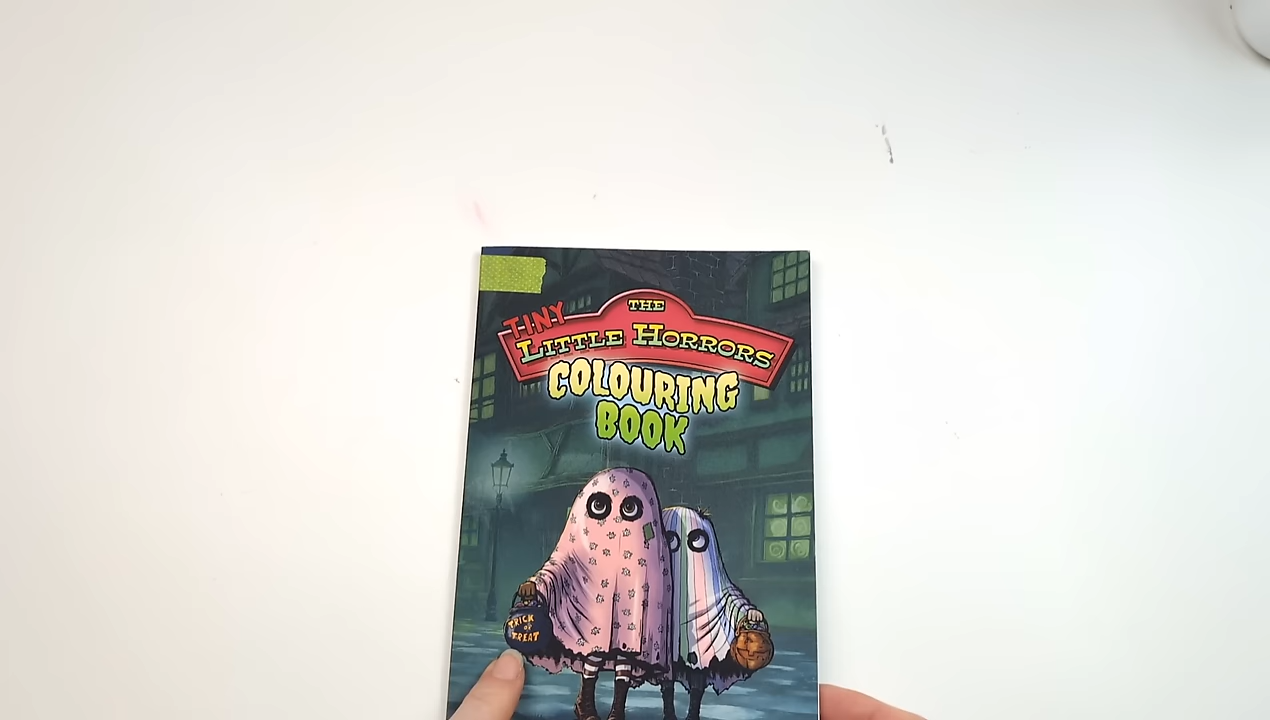 THE
TINY
LITTLE HORRORS
COLOURING
BOOK
TRICK
or
TREAT